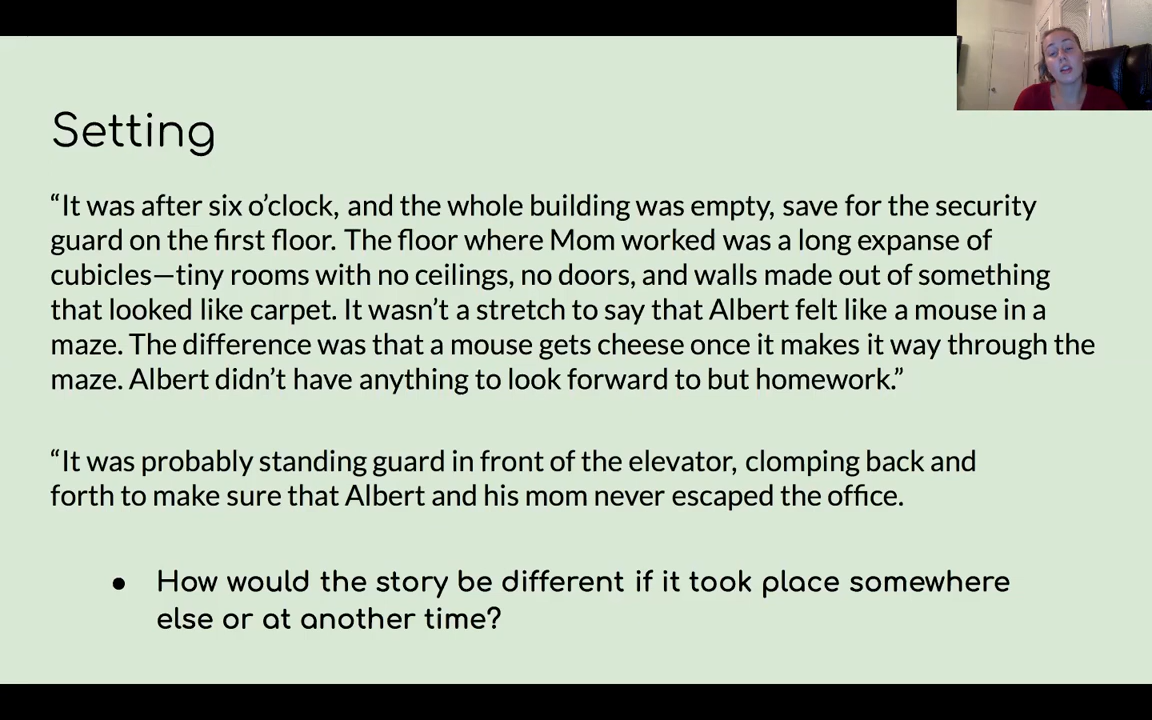 Setting
“It was after six o’clock, and the whole building was empty, save for the security
guard on the first floor. The floor where Mom worked was a long expanse of
cubicles—tiny rooms with no ceilings, no doors, and walls made out of something
that looked like carpet. It wasn’t a stretch to say that Albert felt like a mouse in a
maze. The difference was that a mouse gets cheese once it makes it way through the
maze. Albert didn’t have anything to look forward to but homework.”
“It was probably standing guard in front of the elevator, clomping back and
forth to make sure that Albert and his mom never escaped the office.
● How would the story be different if it took place somewhere
else or at another time?